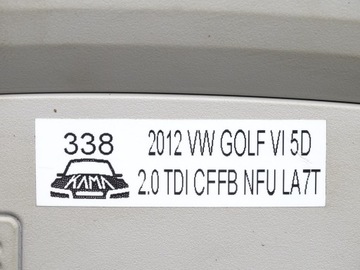 338 2012 VW GOLF VI 5D
KAMA 2.0 TDI CFFB NFU LA7T